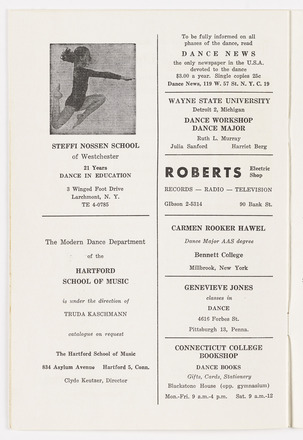 STEFFI NOSSEN SCHOOL
of Westchester
21 Years
DANCE IN EDUCATION
3 Winged Foot Drive
Larchmont, N. Y.
TE 4-0785
The Modern Dance Department
of the
HARTFORD
SCHOOL OF MUSIC
is under the direction of
TRUDA KASCHMANN
catalogue on request
The Hartford School of Music
834 Asylum Avenue Hartford 5, Conn.
Clyde Keutzer, Director
To be fully informed on all
phases of the dance, read
DANCE NEWS
the only newspaper in the U.S.A.
devoted to the dance
$3.00 a year. Single copies 25c
Dance News, 119 W. 57 St. N. Y. C. 19
WAYNE STATE UNIVERSITY
Detroit 2, Michigan
DANCE WORKSHOP
DANCE MAJOR
Ruth L. Murray
Julia Sanford Harriet Berg
ROBERTS Electric
Shop
RECORDS — RADIO — TELEVISION
GIbson 2-5314 90 Bank St.
CARMEN ROOKER HAWEL
Dance Major AAS degree
Bennett College
Millbrook, New York
GENEVIEVE JONES
classes in
DANCE
4616 Forbes St.
Pittsburgh 13, Penna.
CONNECTICUT COLLEGE
BOOKSHOP
DANCE BOOKS
Gifts, Cards, Stationery
Blackstone House (opp. gymnasium)
Mon.-Fri. 9 a.m.-4 p.m. Sat. 9 a.m.-12